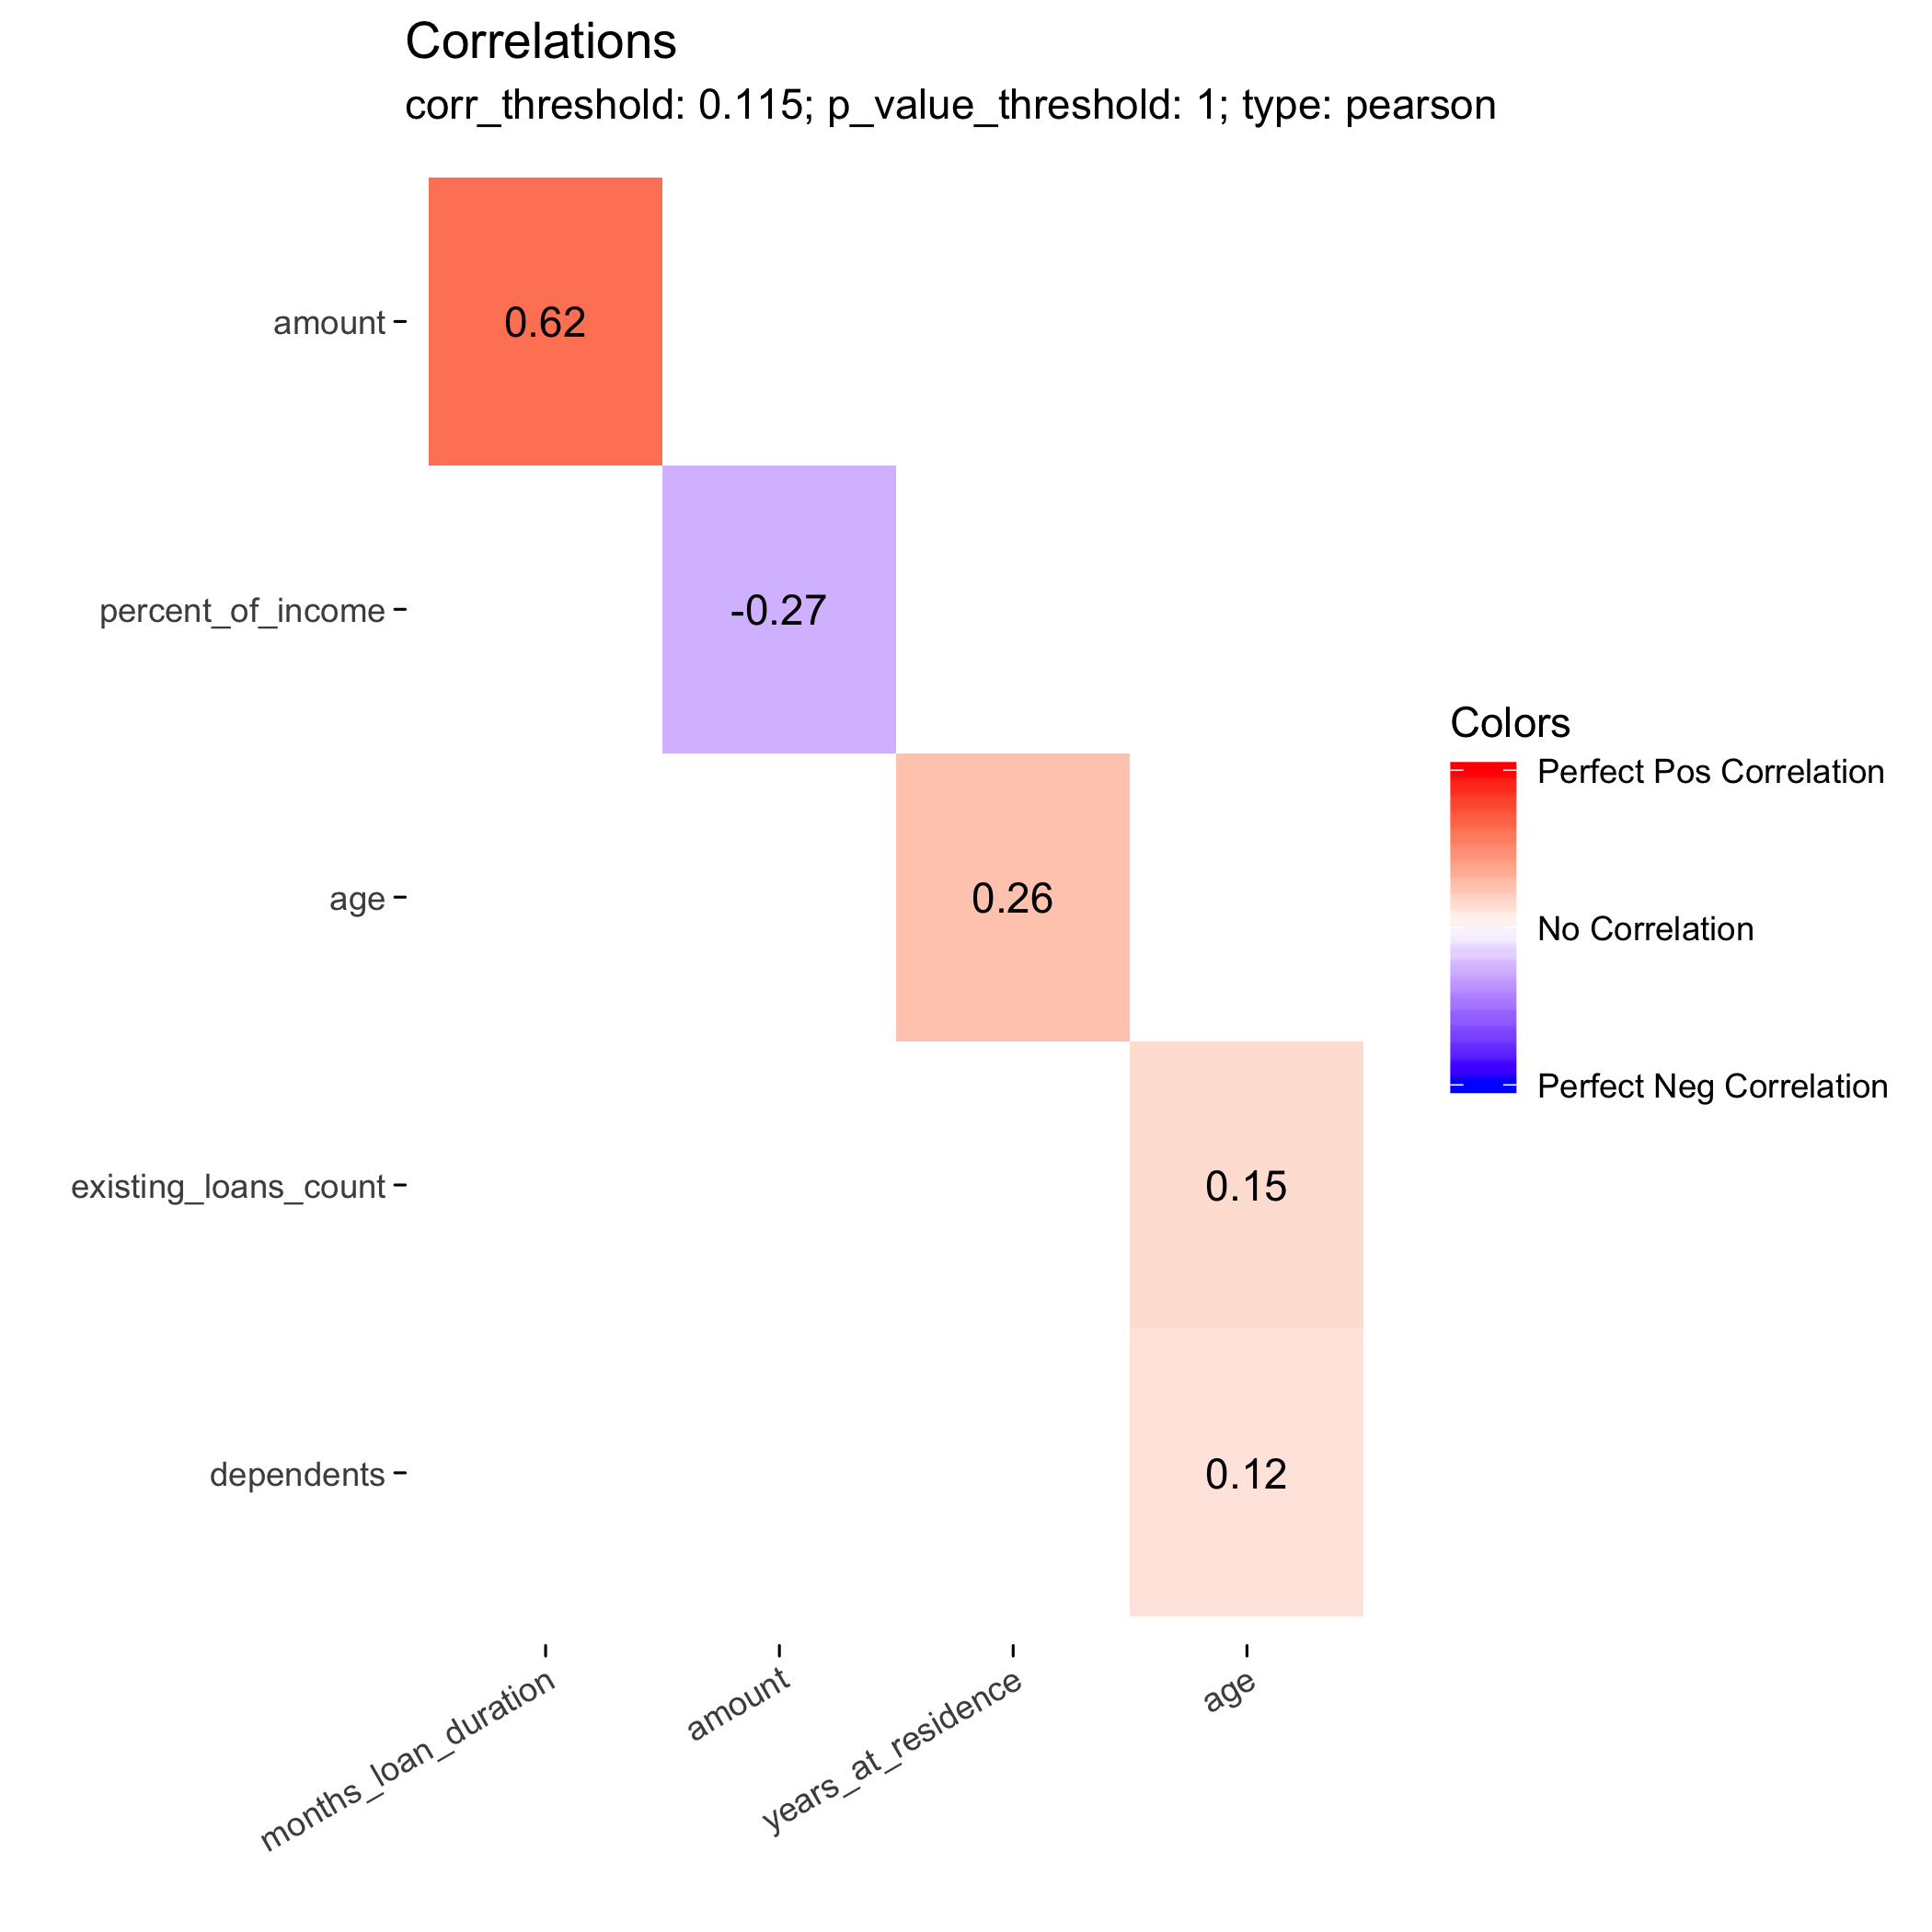 Correlations
corr_threshold: 0.115; p_value_threshold: 1; type: pearson
amount
0.62
percent_of_income
-0.27
age
0.26
existing_loans_count
0.15
dependents
0.12
months_loan_duration
amount
years_at_residence
age
Colors
Perfect Pos Correlation
No Correlation
Perfect Neg Correlation